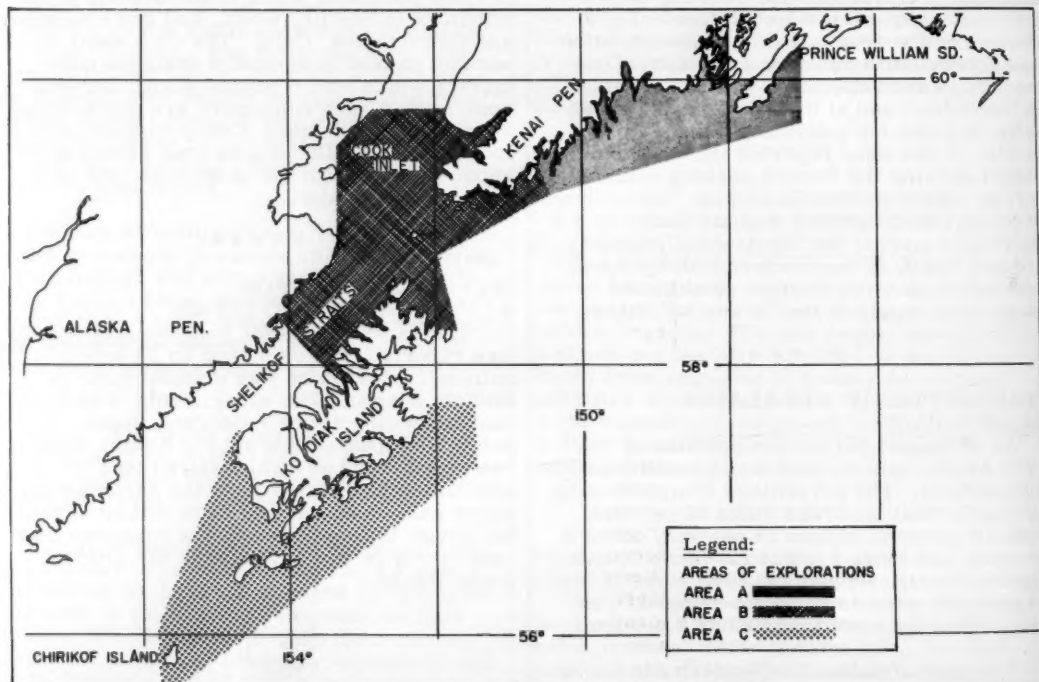 PRINCE WILLIAM SD.
60°
KENAI PEN.
COOK INLET
STRAITS
ALASKA PEN.
SHELIKOF
58°
KODIAK ISLAND
150°
Legend:
AREAS OF EXPLORATIONS
AREA A
AREA B
AREA C
56°
CHIRIKOF ISLAND
154°